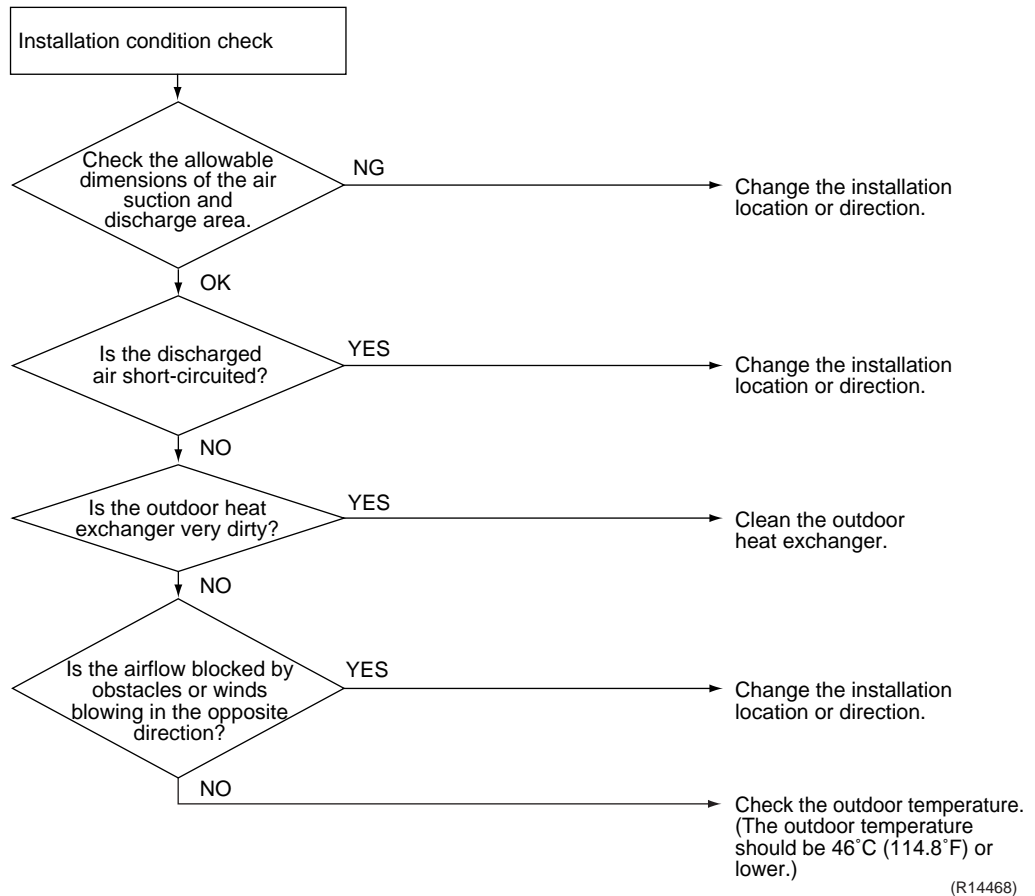 Installation condition check
Check the allowable
dimensions of the air
suction and
discharge area.
NG
Change the installation
location or direction.
OK
Is the discharged
air short-circuited?
YES
Change the installation
location or direction.
NO
Is the outdoor heat
exchanger very dirty?
YES
Clean the outdoor
heat exchanger.
NO
Is the airflow blocked by
obstacles or winds
blowing in the opposite
direction?
YES
Change the installation
location or direction.
NO
Check the outdoor temperature.
(The outdoor temperature
should be 46˚C (114.8˚F) or
lower.)
(R14468)